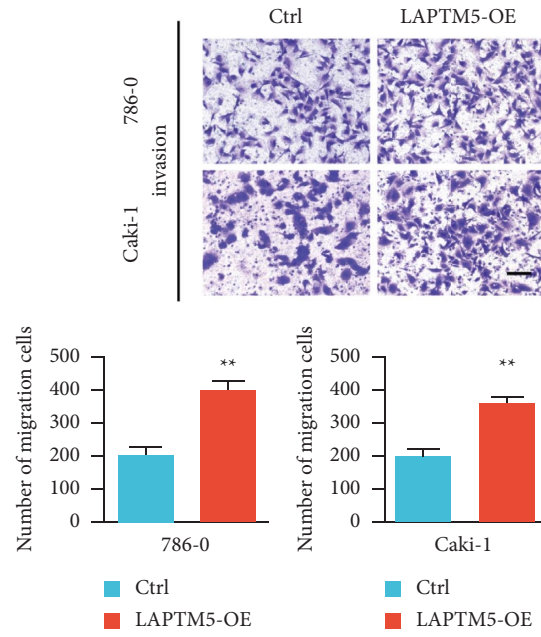 Ctrl LAPTM5-OE
invasion
786-0
Caki-1
Number of migration cells
500
400
300
200
100
0
**
786-0
Ctrl
LAPTM5-OE
Number of migration cells
500
400
300
200
100
0
**
Caki-1
Ctrl
LAPTM5-OE